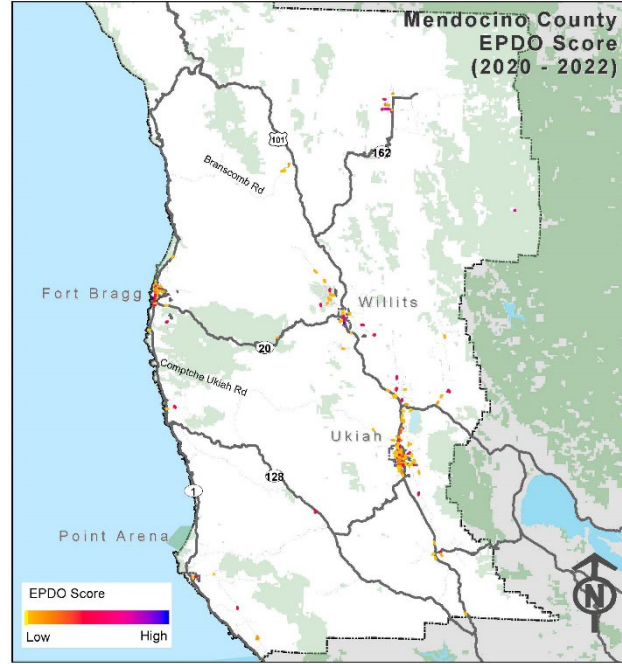 Mendocino County
EPDO Score
(2020 - 2022)
101
162
Branscomb Rd
Fort Bragg
Willits
20
Comptche Ukiah Rd
Ukiah
128
1
Point Arena
EPDO Score
Low
High
N